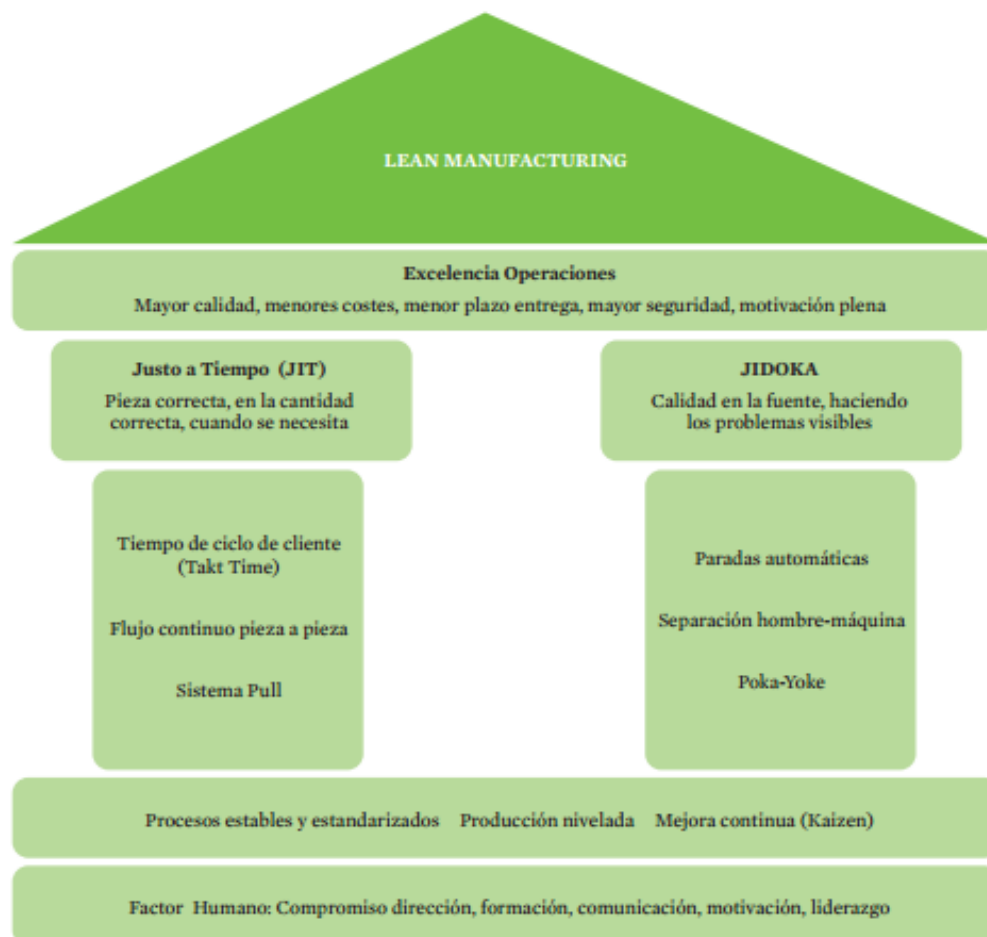 LEAN MANUFACTURING
Excelencia Operaciones
Mayor calidad, menores costes, menor plazo entrega, mayor seguridad, motivación plena
Justo a Tiempo (JIT)
Pieza correcta, en la cantidad
correcta, cuando se necesita
JIDOKA
Calidad en la fuente, haciendo
los problemas visibles
Tiempo de ciclo de cliente
(Takt Time)
Flujo continuo pieza a pieza
Sistema Pull
Paradas automáticas
Separación hombre-máquina
Poka-Yoke
Procesos estables y estandarizados Producción nivelada Mejora continua (Kaizen)
Factor Humano: Compromiso dirección, formación, comunicación, motivación, liderazgo